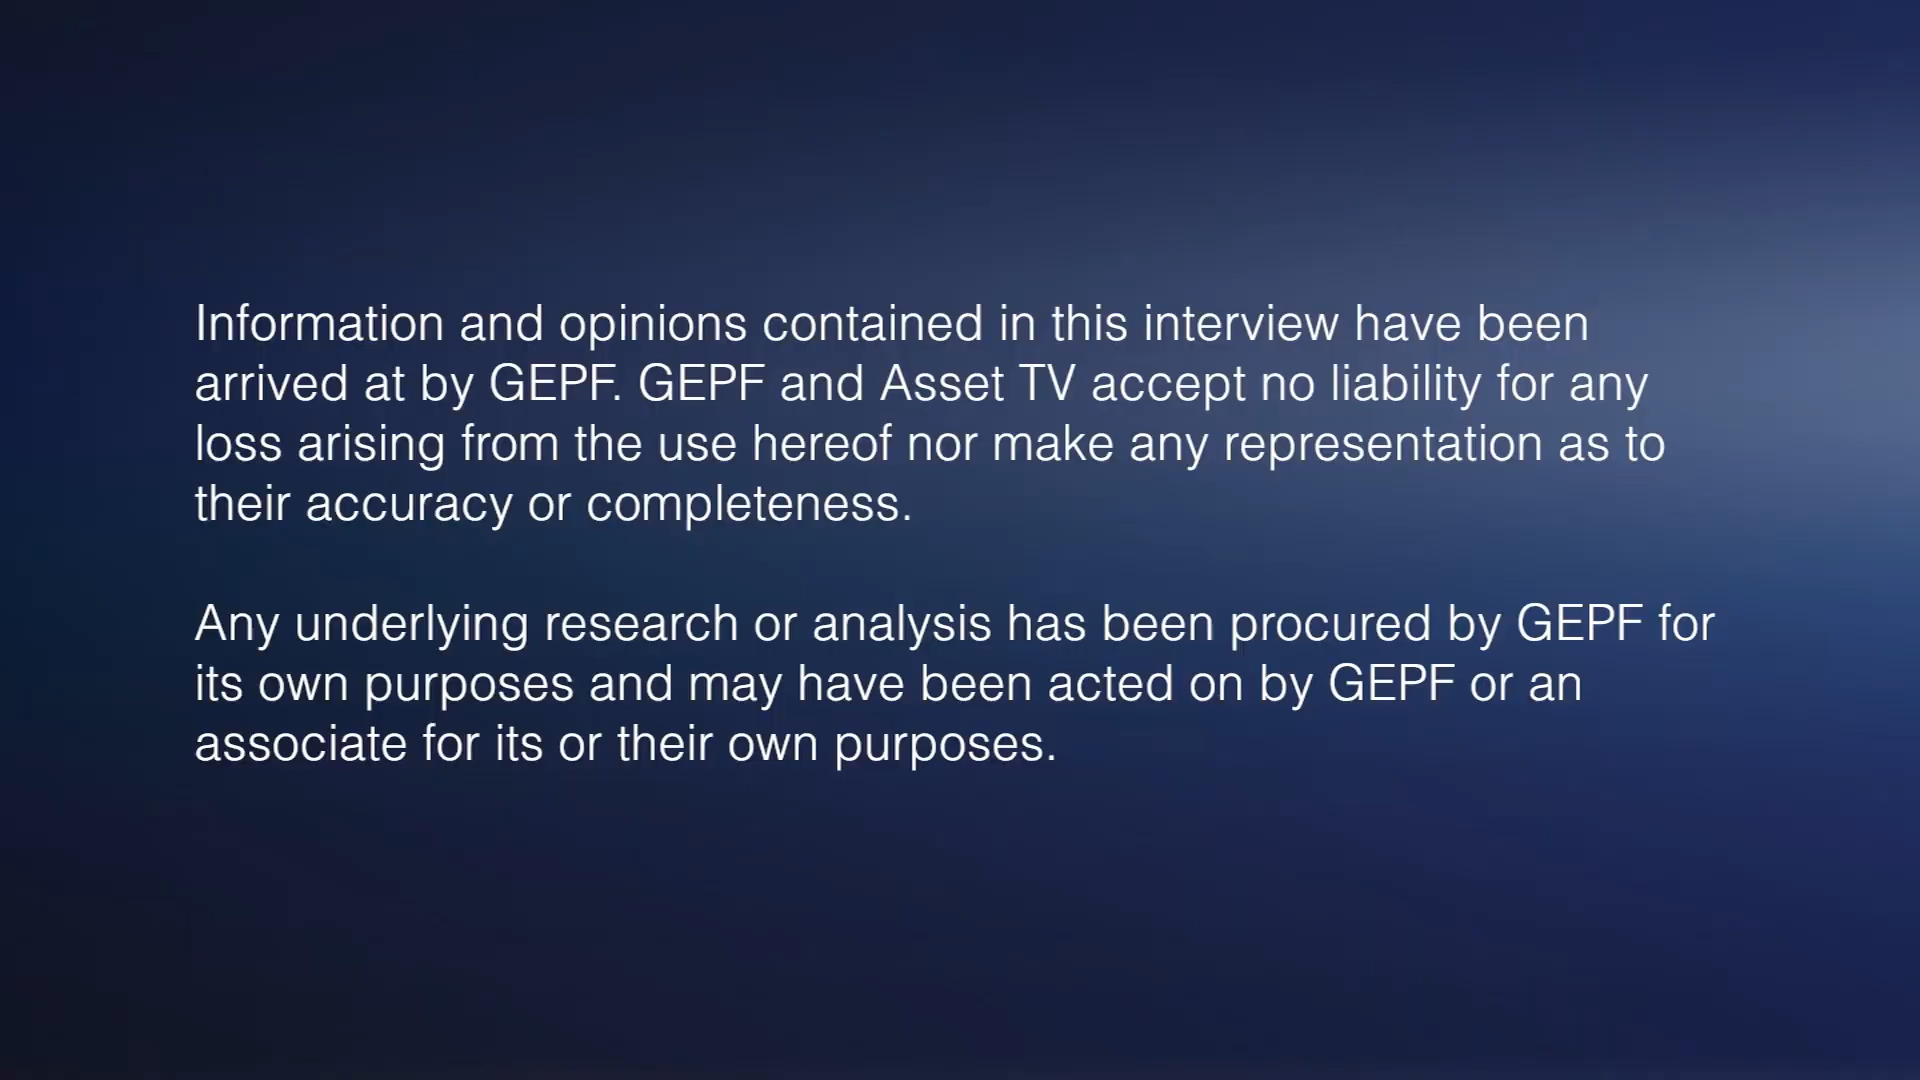 Information and opinions contained in this interview have been
arrived at by GEPF. GEPF and Asset TV accept no liability for any
loss arising from the use hereof nor make any representation as to
their accuracy or completeness.
Any underlying research or analysis has been procured by GEPF for
its own purposes and may have been acted on by GEPF or an
associate for its or their own purposes.